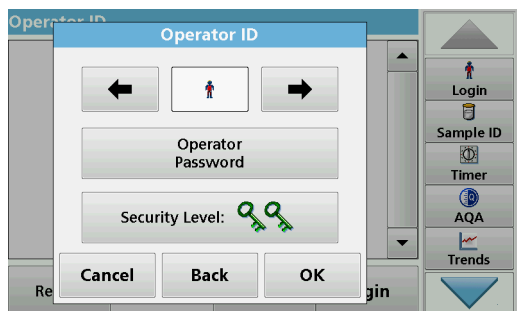 Operator ID
Operator ID
Login
Sample ID
Operator
Password
Timer
AQA
Security Level:
Trends
Cancel
Back
OK